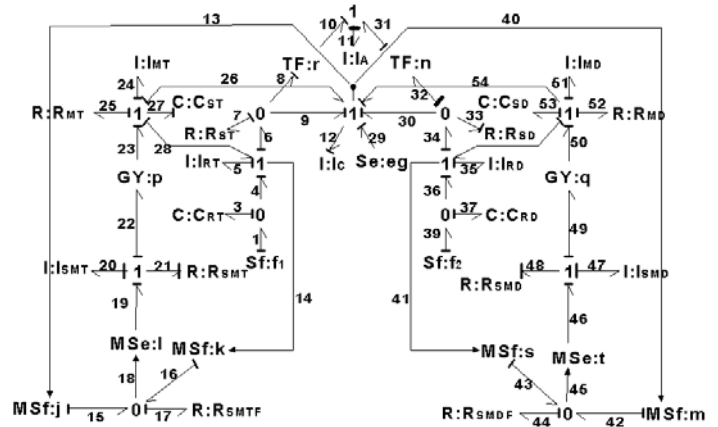 13 10 1 31 40
11
I:IMT I:IA I:IMD
TF:r TF:n
24 26 8 54 51
C:CST 32 C:CSD
R:RMT 25 1 27 7 0 9 1 30 0 33 53 1 52 R:RMD
R:RST 12 29 R:RSD
23 28 6 34 50
I:IC Se:eg
I:IRT 5 1 1 35 I:IRD
GY:p GY:q
4 36
3 37
C:CRT 0 0 C:CRD
22 49
1 39
Sf:f1 Sf:f2
20 21 48 47
I:ISMT 1 R:RSMT R:RSMD 1 I:ISMD
14 41
19 46
MSe:l MSf:k MSf:s MSe:t
18 16 43 46
MSf:j 15 0 17 R:RSMTF R:RSMDF 44 0 42 MSf:m